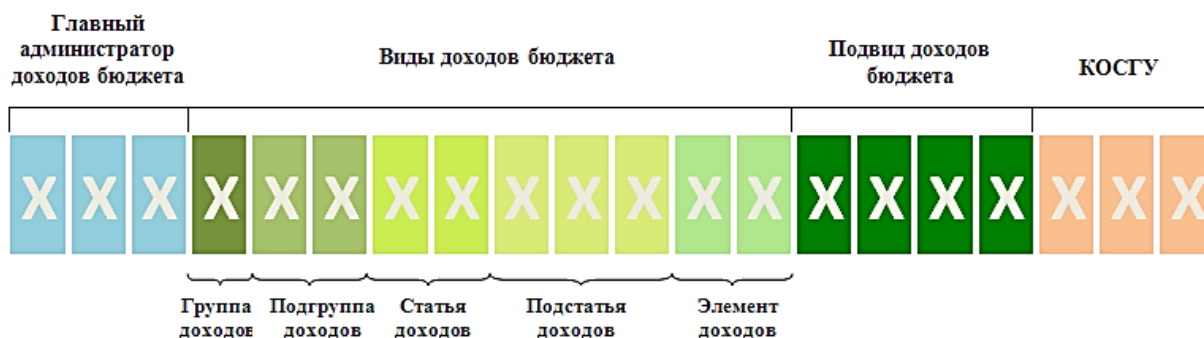 Главный
администратор
доходов бюджета
Виды доходов бюджета
Подвид доходов
бюджета
КОСГУ
X X X X X X X X X X X X X X X X X X X X
Группа
доходов
Подгруппа
доходов
Статья
доходов
Подстатья
доходов
Элемент
доходов